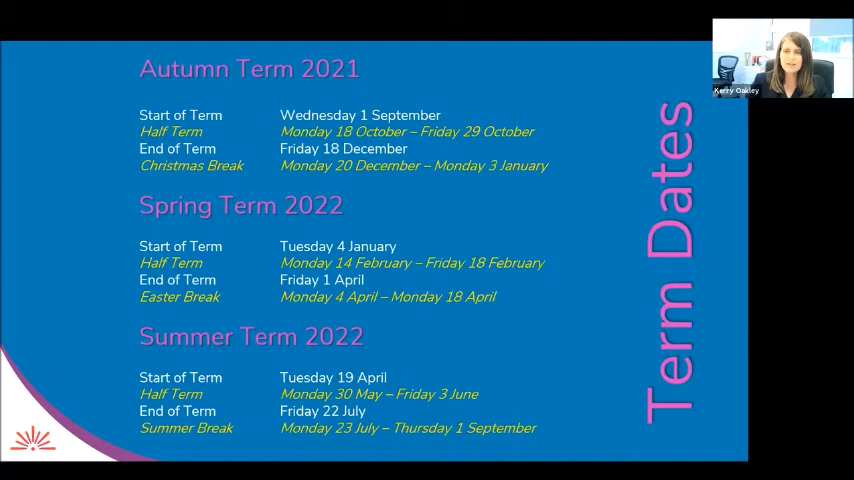 Autumn Term 2021
Start of Term Wednesday 1 September
Half Term Monday 18 October – Friday 29 October
End of Term Friday 18 December
Christmas Break Monday 20 December – Monday 3 January
Spring Term 2022
Start of Term Tuesday 4 January
Half Term Monday 14 February – Friday 18 February
End of Term Friday 1 April
Easter Break Monday 4 April – Monday 18 April
Summer Term 2022
Start of Term Tuesday 19 April
Half Term Monday 30 May – Friday 3 June
End of Term Friday 22 July
Summer Break Monday 23 July – Thursday 1 September
Term Dates
Kerry Oakley